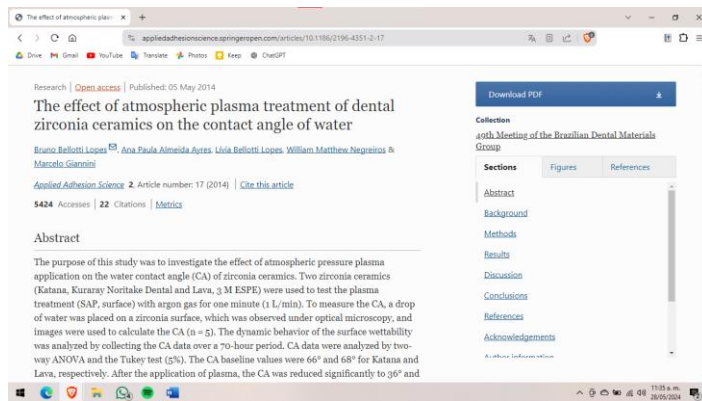 The effect of atmospheric plasm
appliedadhesionscience.springeropen.com/articles/10.1186/2196-4351-2-17
Drive Gmail YouTube Translate Photos Keep ChatGPT
Research Open access Published: 05 May 2014
The effect of atmospheric plasma treatment of dental
zirconia ceramics on the contact angle of water
Bruno Bellotti Lopes, Ana Paula Almeida Ayres, Lívia Bellotti Lopes, William Matthew Negreiros &
Marcelo Giannini
Applied Adhesion Science 2, Article number: 17 (2014) Cite this article
5424 Accesses 22 Citations Metrics
Abstract
The purpose of this study was to investigate the effect of atmospheric pressure plasma
application on the water contact angle (CA) of zirconia ceramics. Two zirconia ceramics
(Katana, Kuraray Noritake Dental and Lava, 3 M ESPE) were used to test the plasma
treatment (SAP, surface) with argon gas for one minute (1 L/min). To measure the CA, a drop
of water was placed on a zirconia surface, which was observed under optical microscopy, and
images were used to calculate the CA (n = 5). The dynamic behavior of the surface wettability
was analyzed by collecting the CA data over a 70-hour period. CA data were analyzed by two-
way ANOVA and the Tukey test (5%). The CA baseline values were 66° and 68° for Katana and
Lava, respectively. After the application of plasma, the CA was reduced significantly to 36° and
Download PDF
Collection
49th Meeting of the Brazilian Dental Materials
Group
Sections Figures References
Abstract
Background
Methods
Results
Discussion
Conclusions
References
Acknowledgements
Author information
11:35 a. m.
28/05/2024